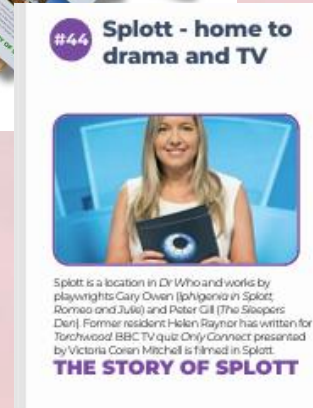 #44
Splott - home to
drama and TV
Splott is a location in Dr Who and works by
playwrights Gary Owen (Iphigenia in Splott,
Romeo and Julie) and Peter Gill (The Sleepers
Den). Former resident Helen Raynor has written for
Torchwood. BBC TV quiz Only Connect presented
by Victoria Coren Mitchell is filmed in Splott.
THE STORY OF SPLOTT